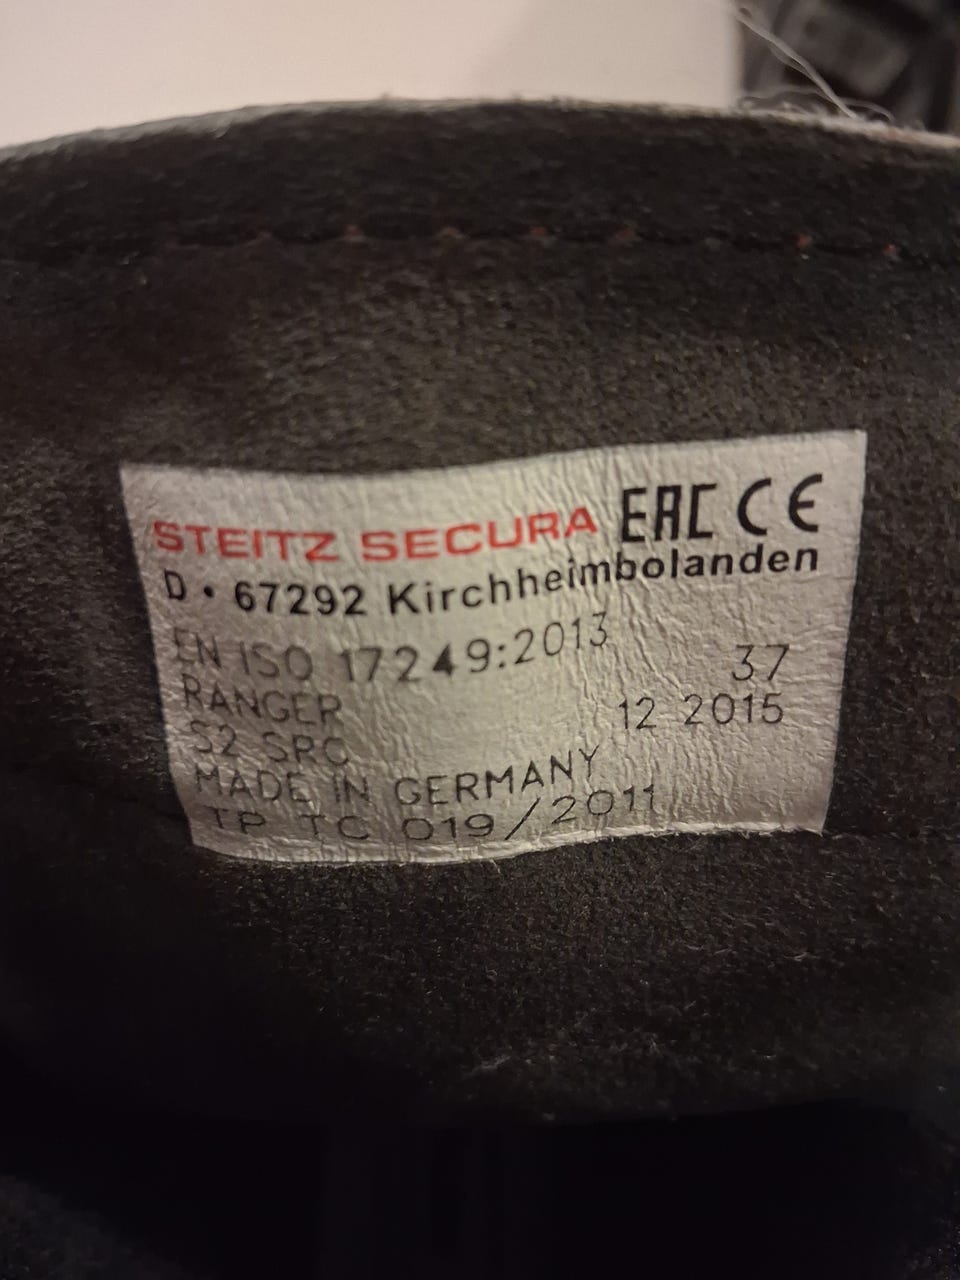 STEITZ SECURA EAC CE
D • 67292 Kirchheimbolanden
EN ISO 17249:2013
37
RANGER
12 2015
S2 SRC
MADE IN GERMANY
TP TC 019/2011